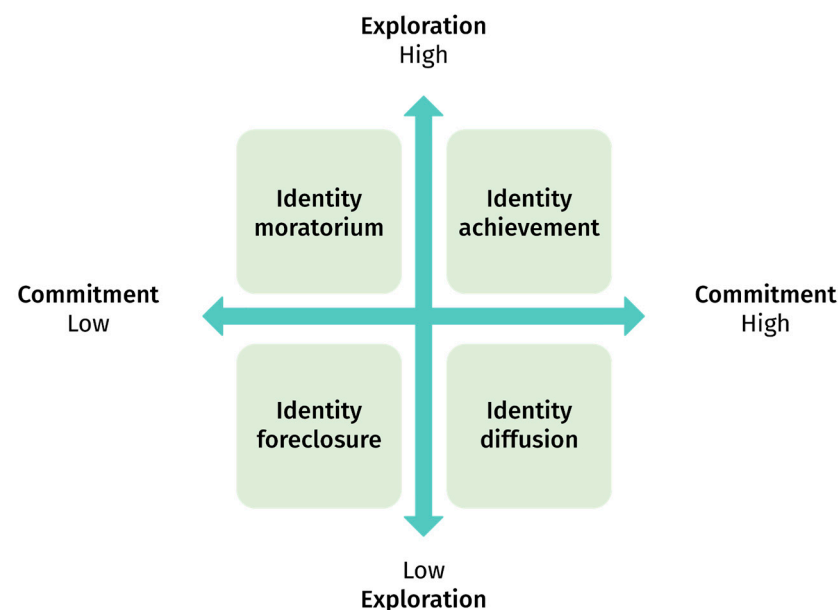 Exploration
High
Identity
moratorium
Identity
achievement
Commitment
Low
Commitment
High
Identity
foreclosure
Identity
diffusion
Low
Exploration